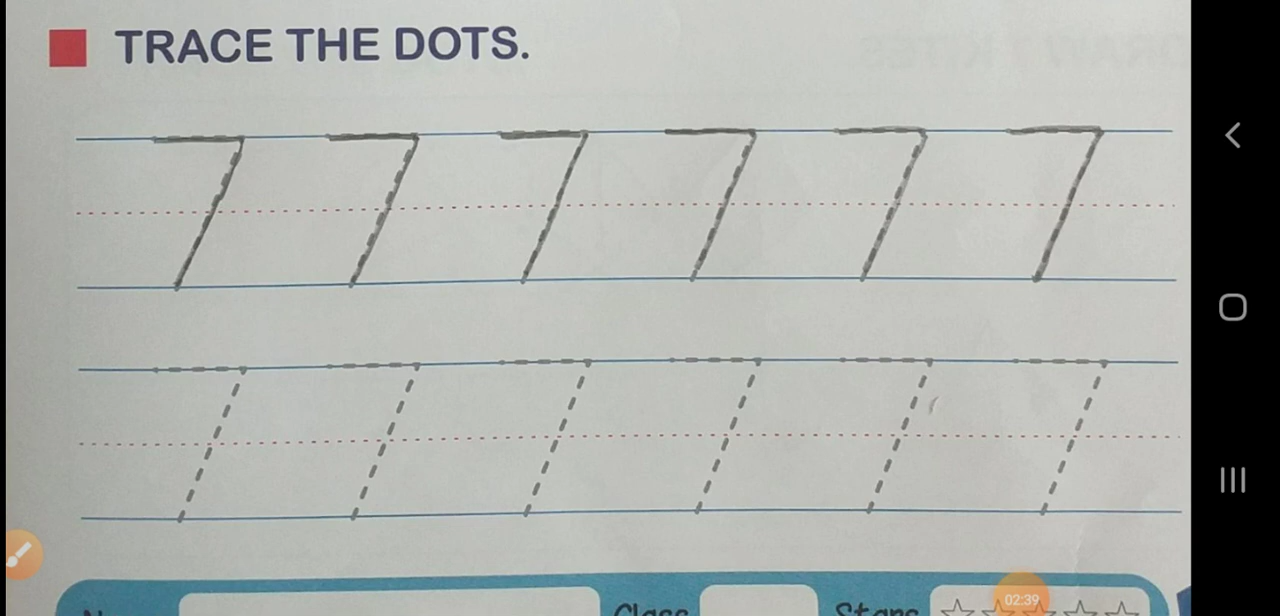 TRACE THE DOTS.
7 7 7 7 7 7
7 7 7 7 7 7
Class
Stars
02:39